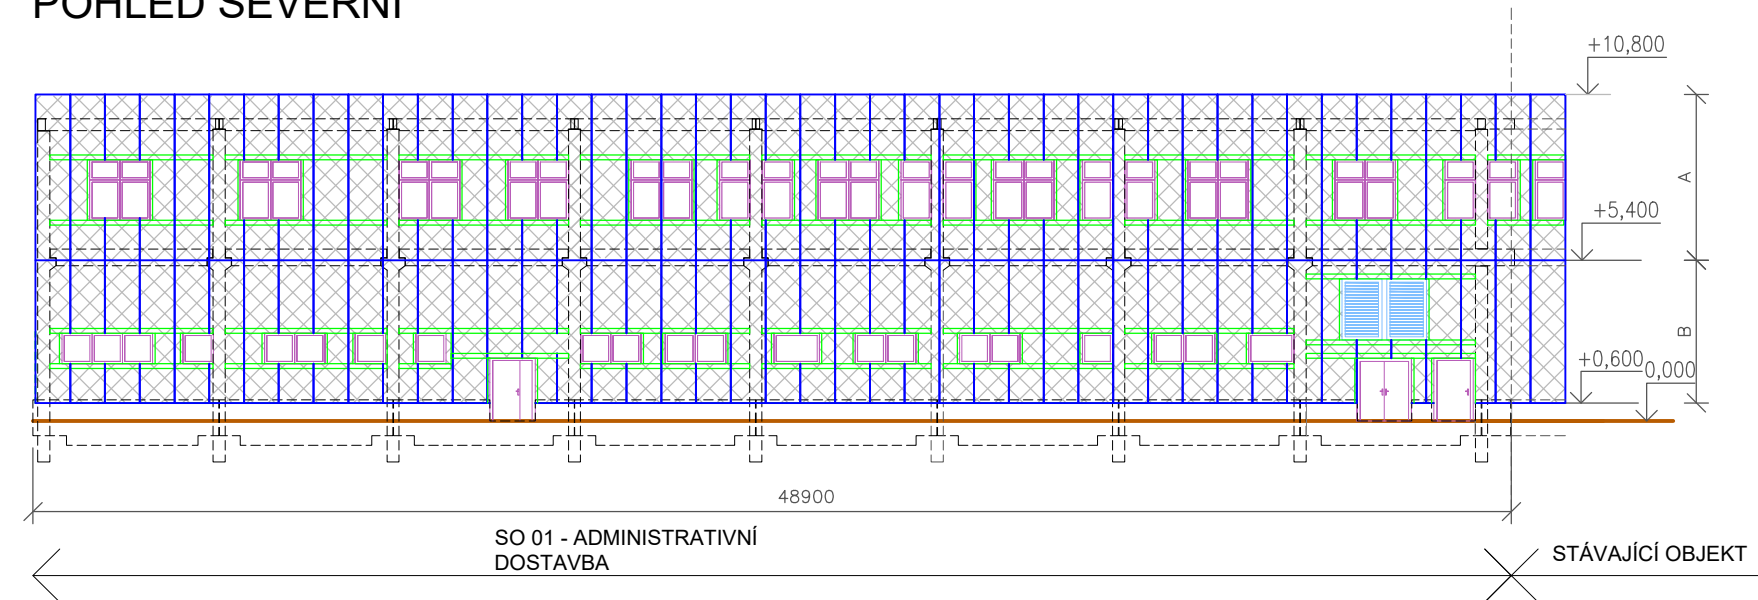 POHLED SEVERNÍ
+10,800
A
+5,400
B
+0,600
0,000
48900
SO 01 - ADMINISTRATIVNÍ
DOSTAVBA
STÁVAJÍCÍ OBJEKT